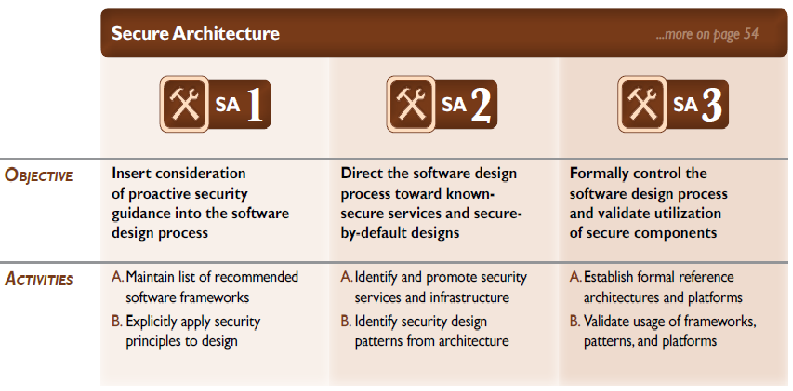 Secure Architecture ...more on page 54
SA 1
SA 2
SA 3
OBJECTIVE
Insert consideration
of proactive security
guidance into the software
design process
Direct the software design
process toward known-
secure services and secure-
by-default designs
Formally control the
software design process
and validate utilization
of secure components
ACTIVITIES
A. Maintain list of recommended
software frameworks
B. Explicitly apply security
principles to design
A. Identify and promote security
services and infrastructure
B. Identify security design
patterns from architecture
A. Establish formal reference
architectures and platforms
B. Validate usage of frameworks,
patterns, and platforms